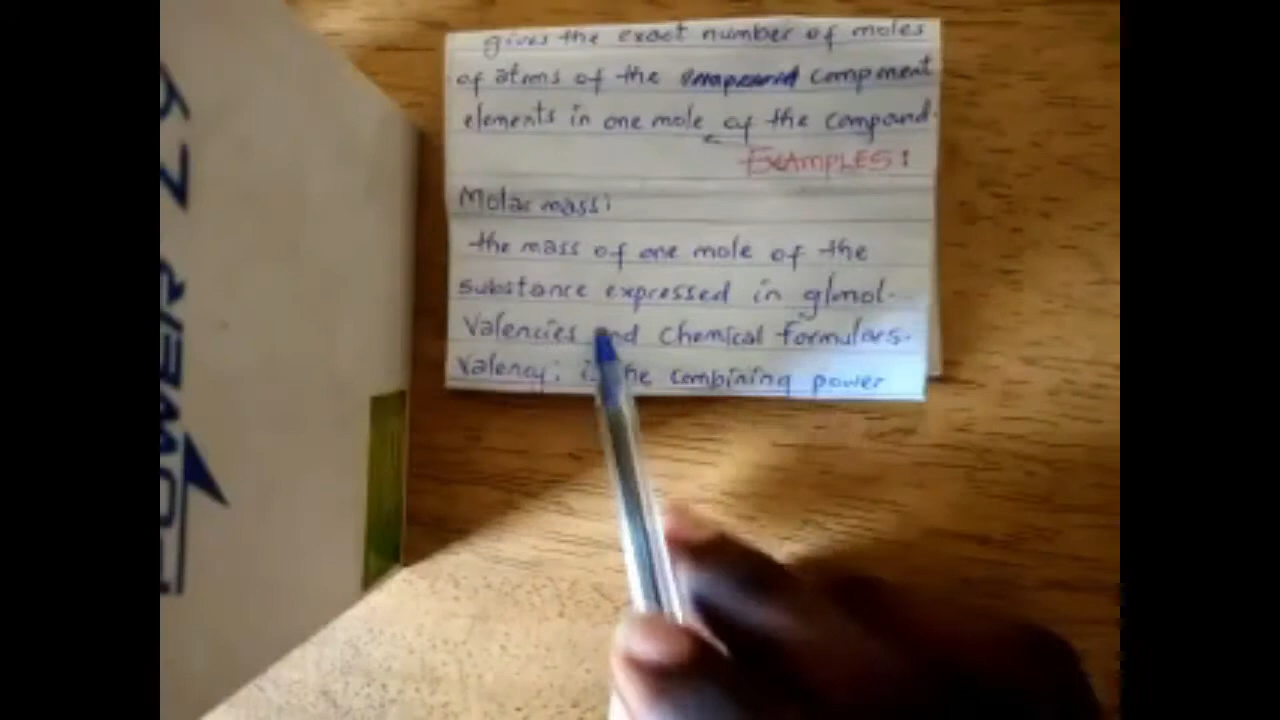 gives the exact number of moles
of atoms of the component
elements in one mole of the compound.
EXAMPLES:
Molar mass:
the mass of one mole of the
substance expressed in g/mol.
Valencies and Chemical formulars.
Valency: is the combining power